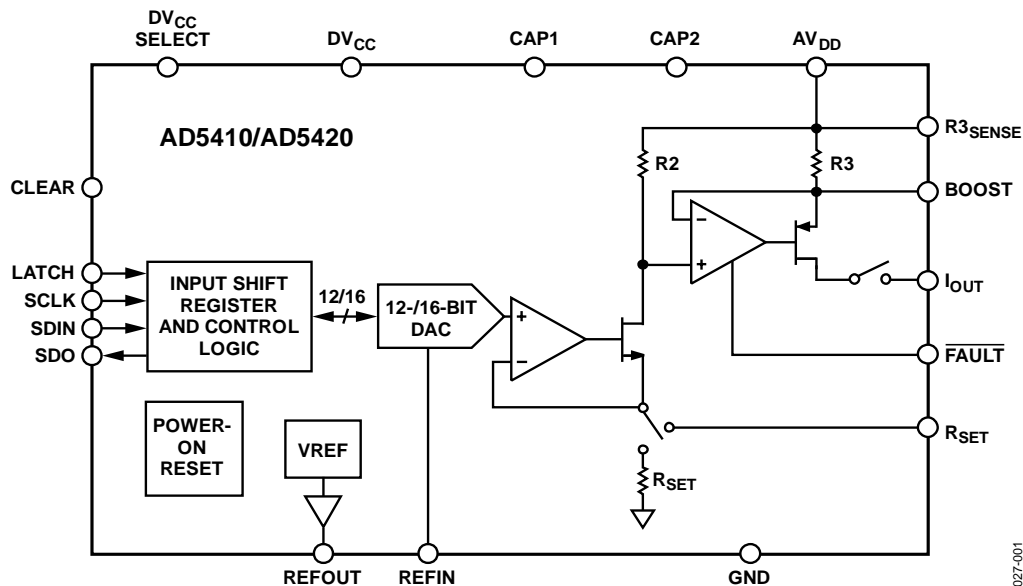 DVCC
SELECT
DVCC
CAP1
CAP2
AVDD
AD5410/AD5420
R3SENSE
R2
R3
CLEAR
BOOST
LATCH
SCLK
SDIN
SDO
INPUT SHIFT
REGISTER
AND CONTROL
LOGIC
12/16
12-/16-BIT
DAC
+
–
–
+
IOUT
FAULT
RSET
RSET
POWER-
ON
RESET
VREF
REFOUT
REFIN
GND
027-001